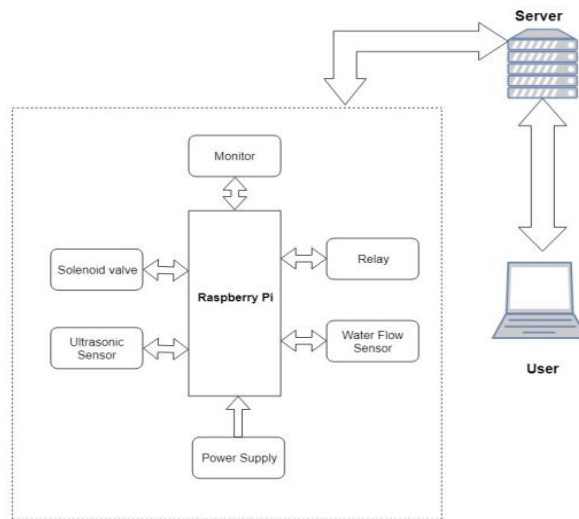 Server
Monitor
Solenoid valve
Relay
Raspberry Pi
Ultrasonic
Sensor
Water Flow
Sensor
User
Power Supply